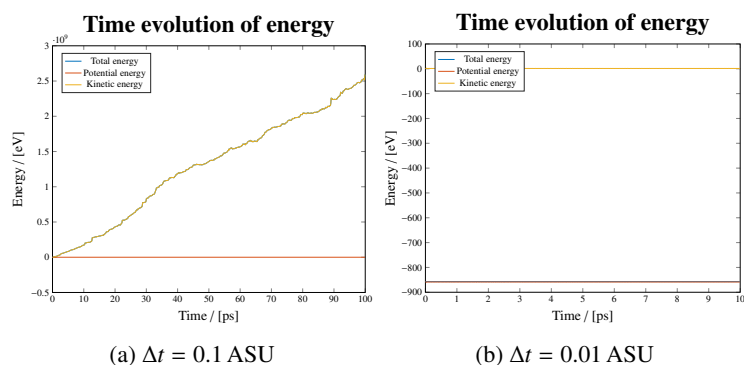 Time evolution of energy
·10⁹
3
2.5
2
1.5
1
0.5
0
−0.5
Energy / [eV]
Total energy
Potential energy
Kinetic energy
0 10 20 30 40 50 60 70 80 90 100
Time / [ps]
(a) Δt = 0.1 ASU
Time evolution of energy
100
0
−100
−200
−300
−400
−500
−600
−700
−800
−900
Energy / [eV]
Total energy
Potential energy
Kinetic energy
0 1 2 3 4 5 6 7 8 9 10
Time / [ps]
(b) Δt = 0.01 ASU